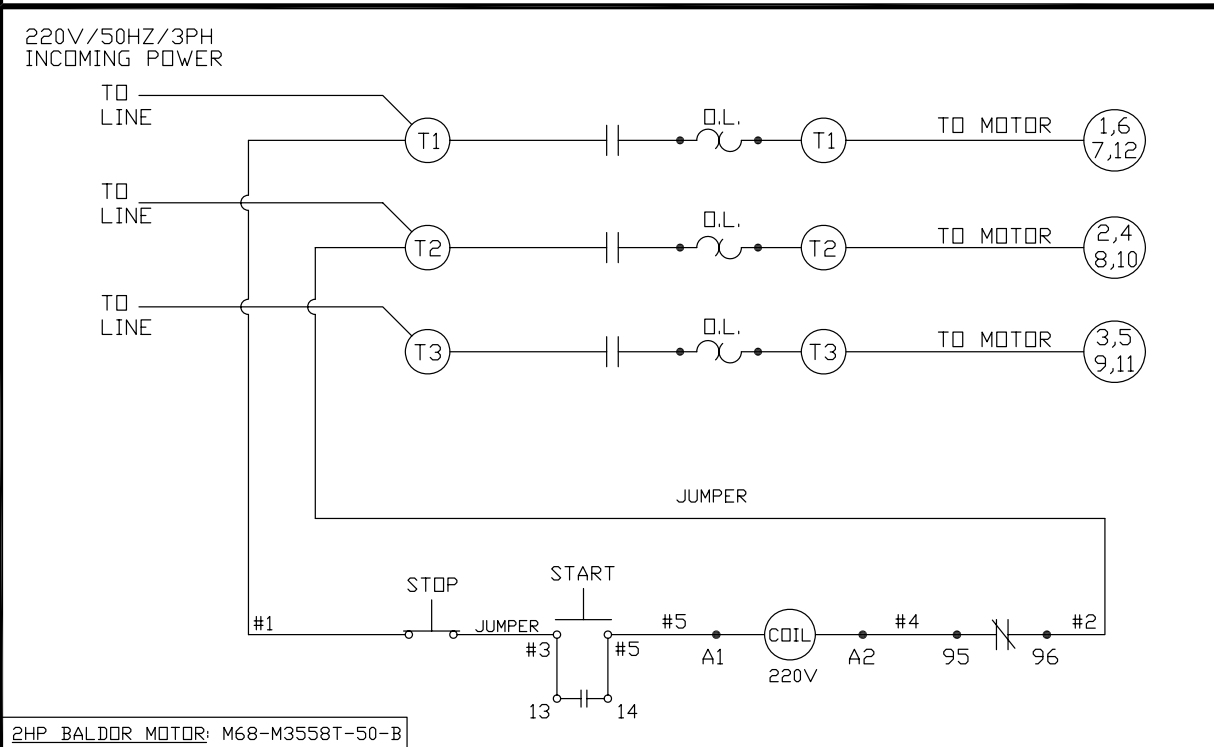 220V/50HZ/3PH
INCOMING POWER
TO
LINE
T1
O.L.
T1
TO MOTOR
1,6
7,12
TO
LINE
T2
O.L.
T2
TO MOTOR
2,4
8,10
TO
LINE
T3
O.L.
T3
TO MOTOR
3,5
9,11
JUMPER
#1
STOP
JUMPER
START
#3
#5
#5
A1
COIL
220V
A2
#4
95
96
#2
13
14
2HP BALDOR MOTOR: M68-M3558T-50-B